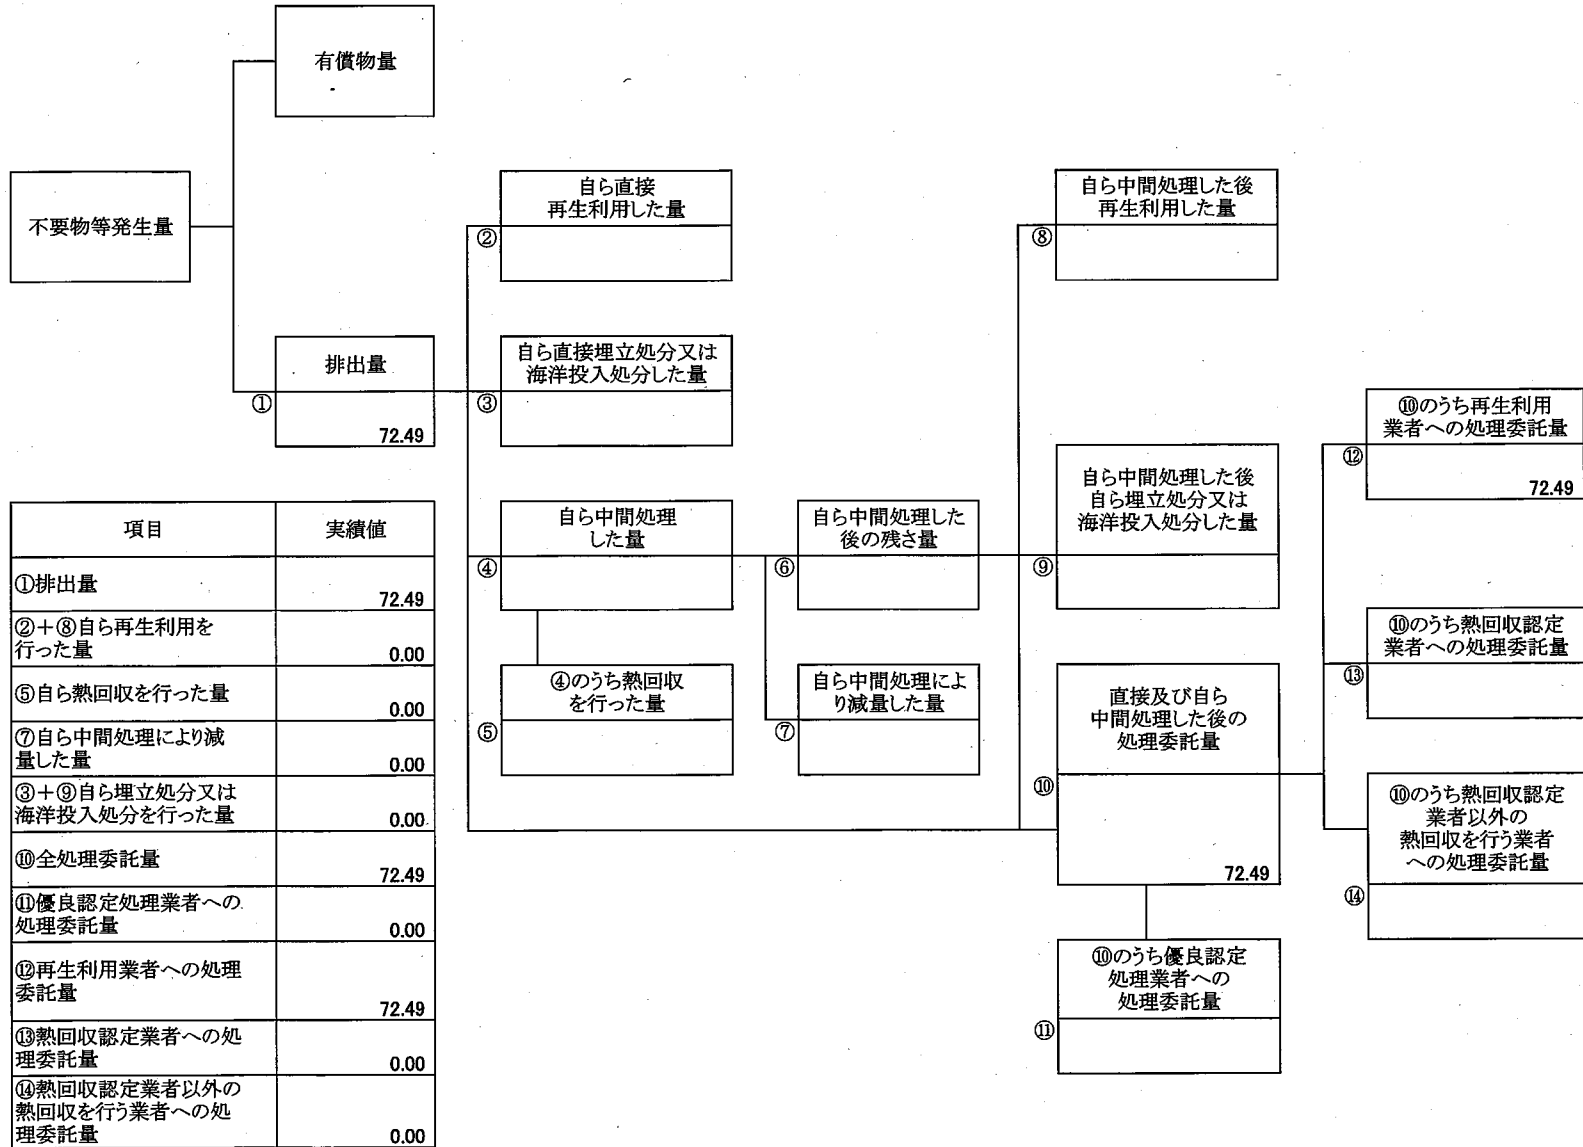 有償物量
不要物等発生量
自ら直接
再生利用した量
②
自ら中間処理した後
再生利用した量
⑧
排出量
①
72.49
自ら直接埋立処分又は
海洋投入処分した量
③
⑩のうち再生利用
業者への処理委託量
⑫
72.49
自ら中間処理
した量
④
自ら中間処理した
後の残さ量
⑥
自ら中間処理した後
自ら埋立処分又は
海洋投入処分した量
⑨
⑩のうち熱回収認定
業者への処理委託量
⑬
④のうち熱回収
を行った量
⑤
自ら中間処理によ
り減量した量
⑦
直接及び自ら
中間処理した後の
処理委託量
⑩
72.49
⑩のうち熱回収認定
業者以外の
熱回収を行う業者
への処理委託量
⑭
⑩のうち優良認定
処理業者への
処理委託量
⑪
項目 実績値
①排出量
72.49
②+⑧自ら再生利用を
行った量
0.00
⑤自ら熱回収を行った量
0.00
⑦自ら中間処理により減
量した量
0.00
③+⑨自ら埋立処分又は
海洋投入処分を行った量
0.00
⑩全処理委託量
72.49
⑪優良認定処理業者への
処理委託量
0.00
⑫再生利用業者への処理
委託量
72.49
⑬熱回収認定業者への処
理委託量
0.00
⑭熱回収認定業者以外の
熱回収を行う業者への処
理委託量
0.00